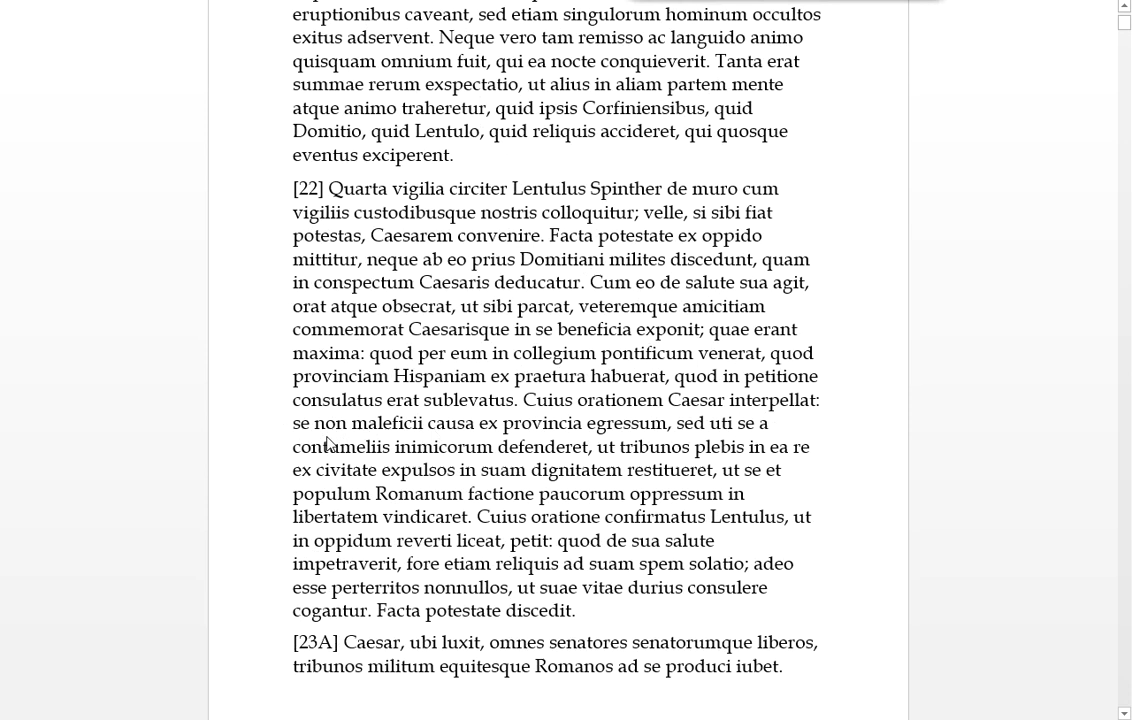 eruptionibus caveant, sed etiam singulorum hominum occultos
exitus adservent. Neque vero tam remisso ac languido animo
quisquam omnium fuit, qui ea nocte conquieverit. Tanta erat
summae rerum exspectatio, ut alius in aliam partem mente
atque animo traheretur, quid ipsis Corfiniensibus, quid
Domitio, quid Lentulo, quid reliquis accideret, qui quosque
eventus exciperent.
[22] Quarta vigilia circiter Lentulus Spinther de muro cum
vigiliis custodibusque nostris colloquitur; velle, si sibi fiat
potestas, Caesarem convenire. Facta potestate ex oppido
mittitur, neque ab eo prius Domitiani milites discedunt, quam
in conspectum Caesaris deducatur. Cum eo de salute sua agit,
orat atque obsecrat, ut sibi parcat, veteremque amicitiam
commemorat Caesarisque in se beneficia exponit; quae erant
maxima: quod per eum in collegium pontificum venerat, quod
provinciam Hispaniam ex praetura habuerat, quod in petitione
consulatus erat sublevatus. Cuius orationem Caesar interpellat:
se non maleficii causa ex provincia egressum, sed uti se a
contumeliis inimicorum defenderet, ut tribunos plebis in ea re
ex civitate expulsos in suam dignitatem restitueret, ut se et
populum Romanum factione paucorum oppressum in
libertatem vindicaret. Cuius oratione confirmatus Lentulus, ut
in oppidum reverti liceat, petit: quod de sua salute
impetraverit, fore etiam reliquis ad suam spem solatio; adeo
esse perterritos nonnullos, ut suae vitae durius consulere
cogantur. Facta potestate discedit.
[23A] Caesar, ubi luxit, omnes senatores senatorumque liberos,
tribunos militum equitesque Romanos ad se produci iubet.